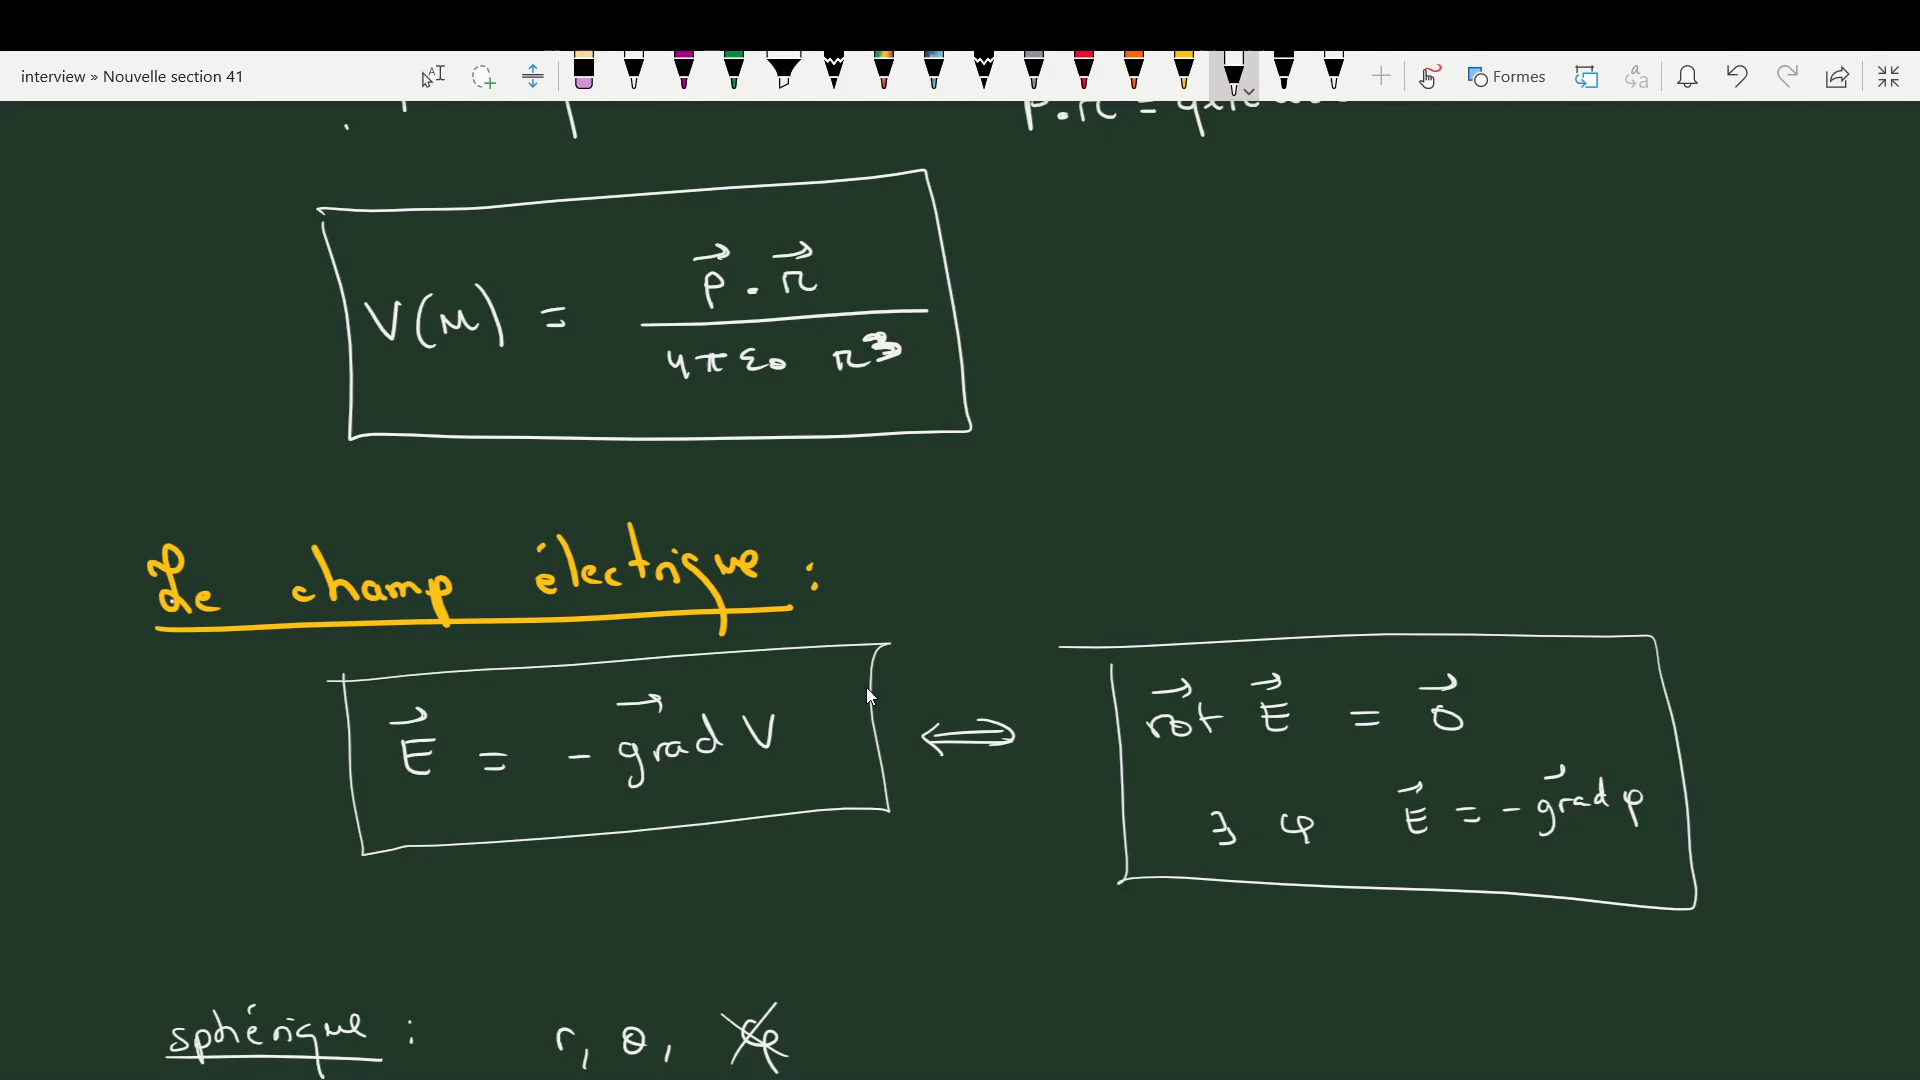 interview » Nouvelle section 41
Formes
V(M) = p⃗ . r⃗ / 4πε0 r³
Le champ électrique :
E⃗ = - grad⃗ V ⟺ rot⃗ E⃗ = 0⃗
∃ φ E⃗ = - grad⃗ φ
sphérique : r, θ, φ